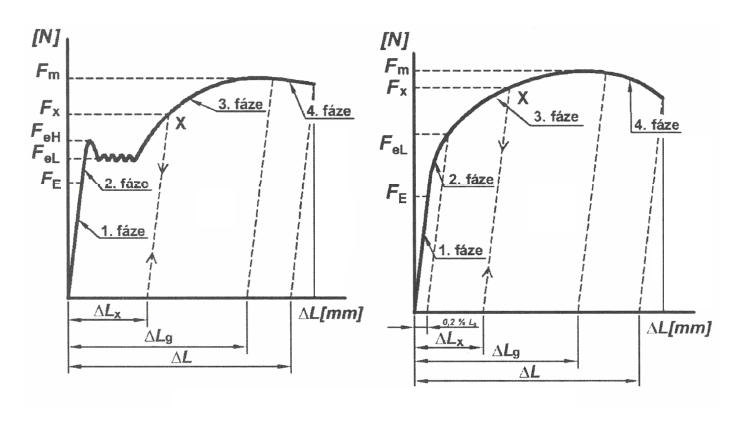 [N]
Fm
Fx
FeH
FeL
FE
X
3. fáze
4. fáze
2. fáze
1. fáze
ΔLx
ΔL[mm]
ΔLg
ΔL
[N]
Fm
Fx
FeL
FE
X
3. fáze
4. fáze
2. fáze
1. fáze
0,2 %
ΔL[mm]
ΔLx
ΔLg
ΔL